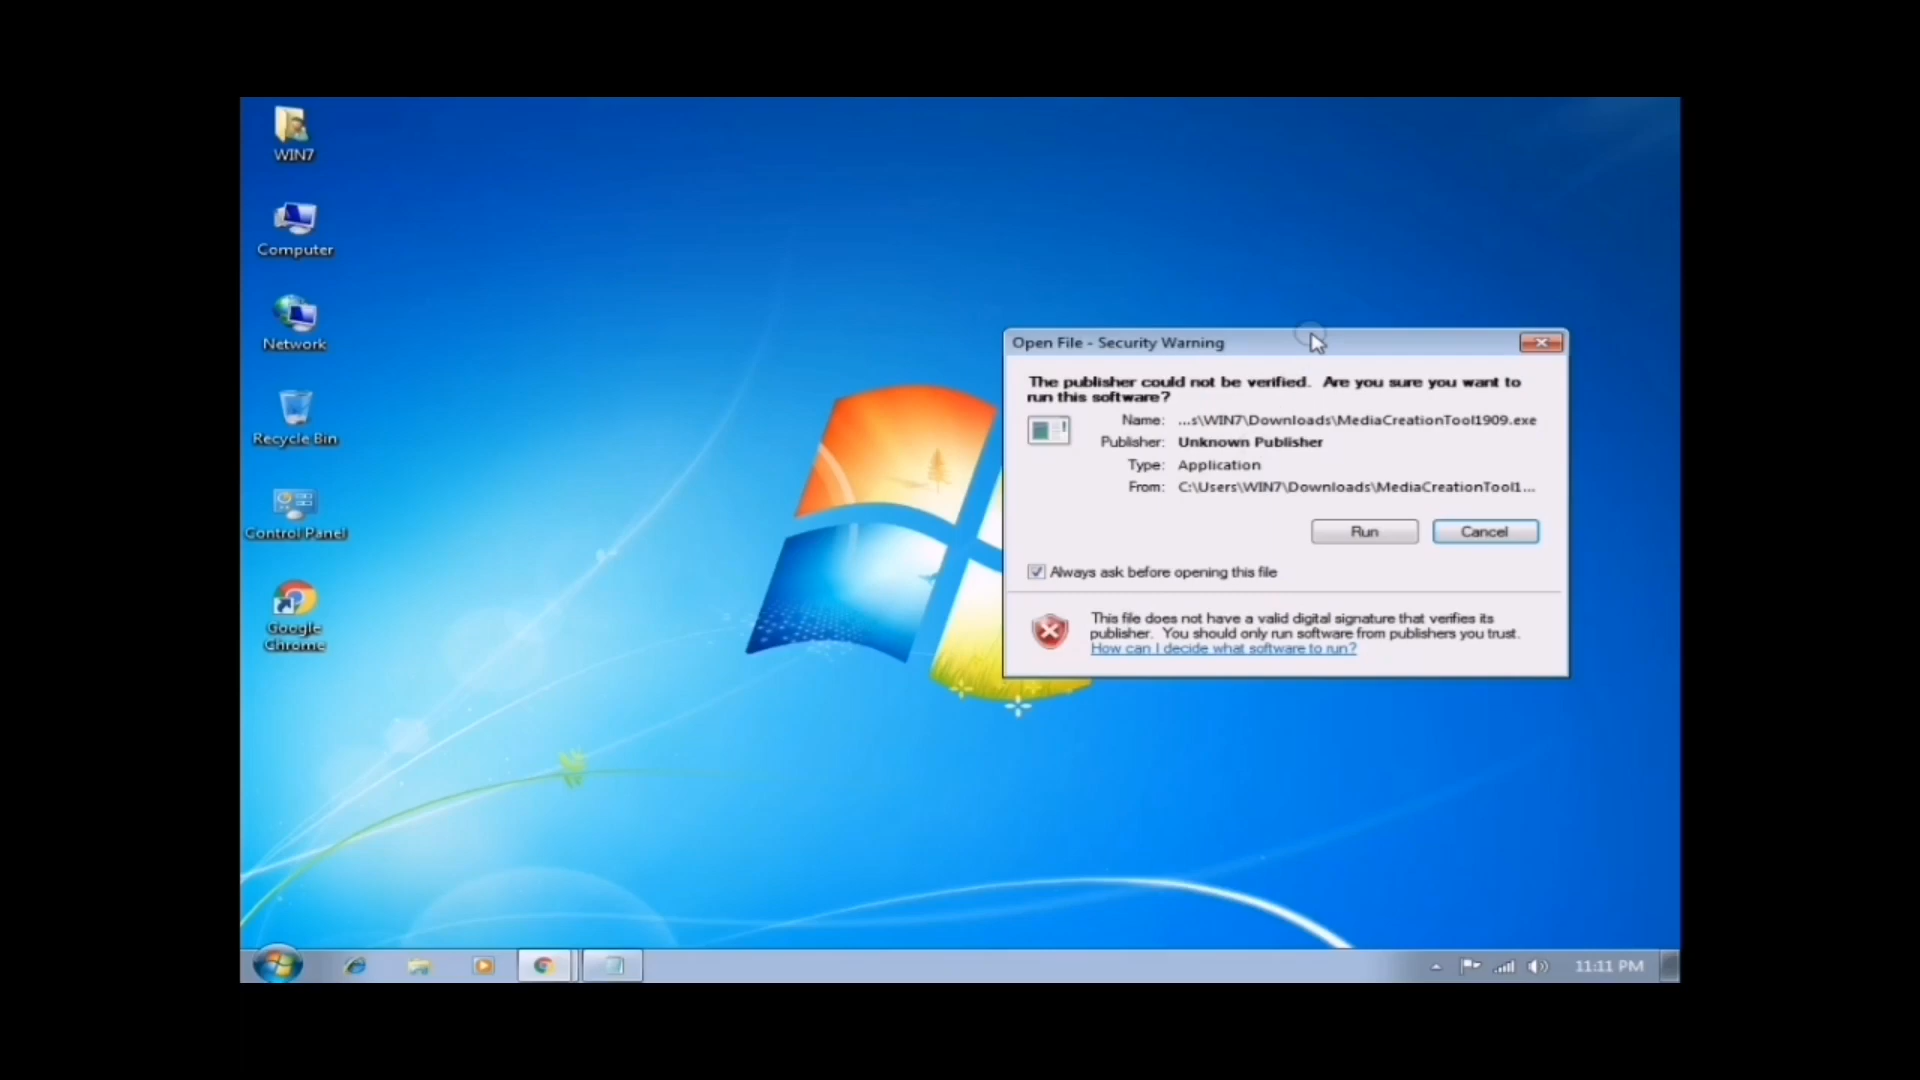 WIN7
Computer
Network
Recycle Bin
Control Panel
Google
Chrome
Open File - Security Warning
The publisher could not be verified. Are you sure you want to
run this software?
Name: ...s\WIN7\Downloads\MediaCreationTool1909.exe
Publisher: Unknown Publisher
Type: Application
From: C:\Users\WIN7\Downloads\MediaCreationTool1...
Run Cancel
Always ask before opening this file
This file does not have a valid digital signature that verifies its
publisher. You should only run software from publishers you trust.
How can I decide what software to run?
11:11 PM